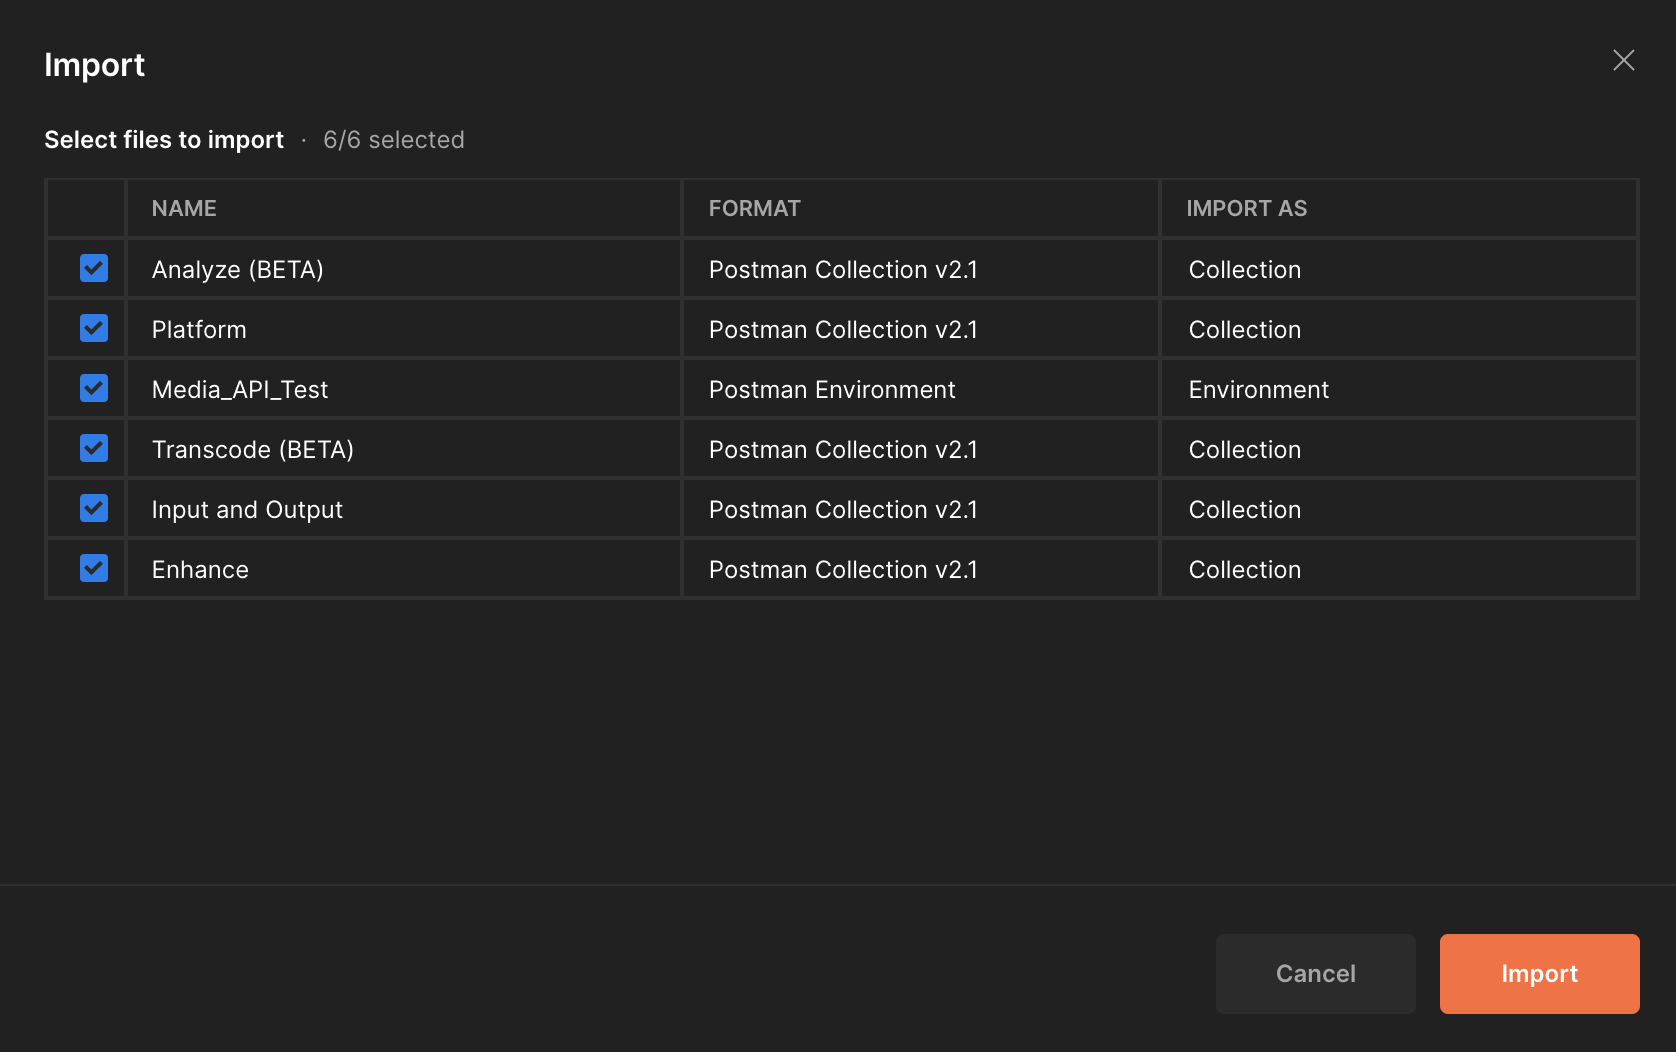 Import
Select files to import · 6/6 selected
NAME FORMAT IMPORT AS
Analyze (BETA) Postman Collection v2.1 Collection
Platform Postman Collection v2.1 Collection
Media_API_Test Postman Environment Environment
Transcode (BETA) Postman Collection v2.1 Collection
Input and Output Postman Collection v2.1 Collection
Enhance Postman Collection v2.1 Collection
Cancel Import